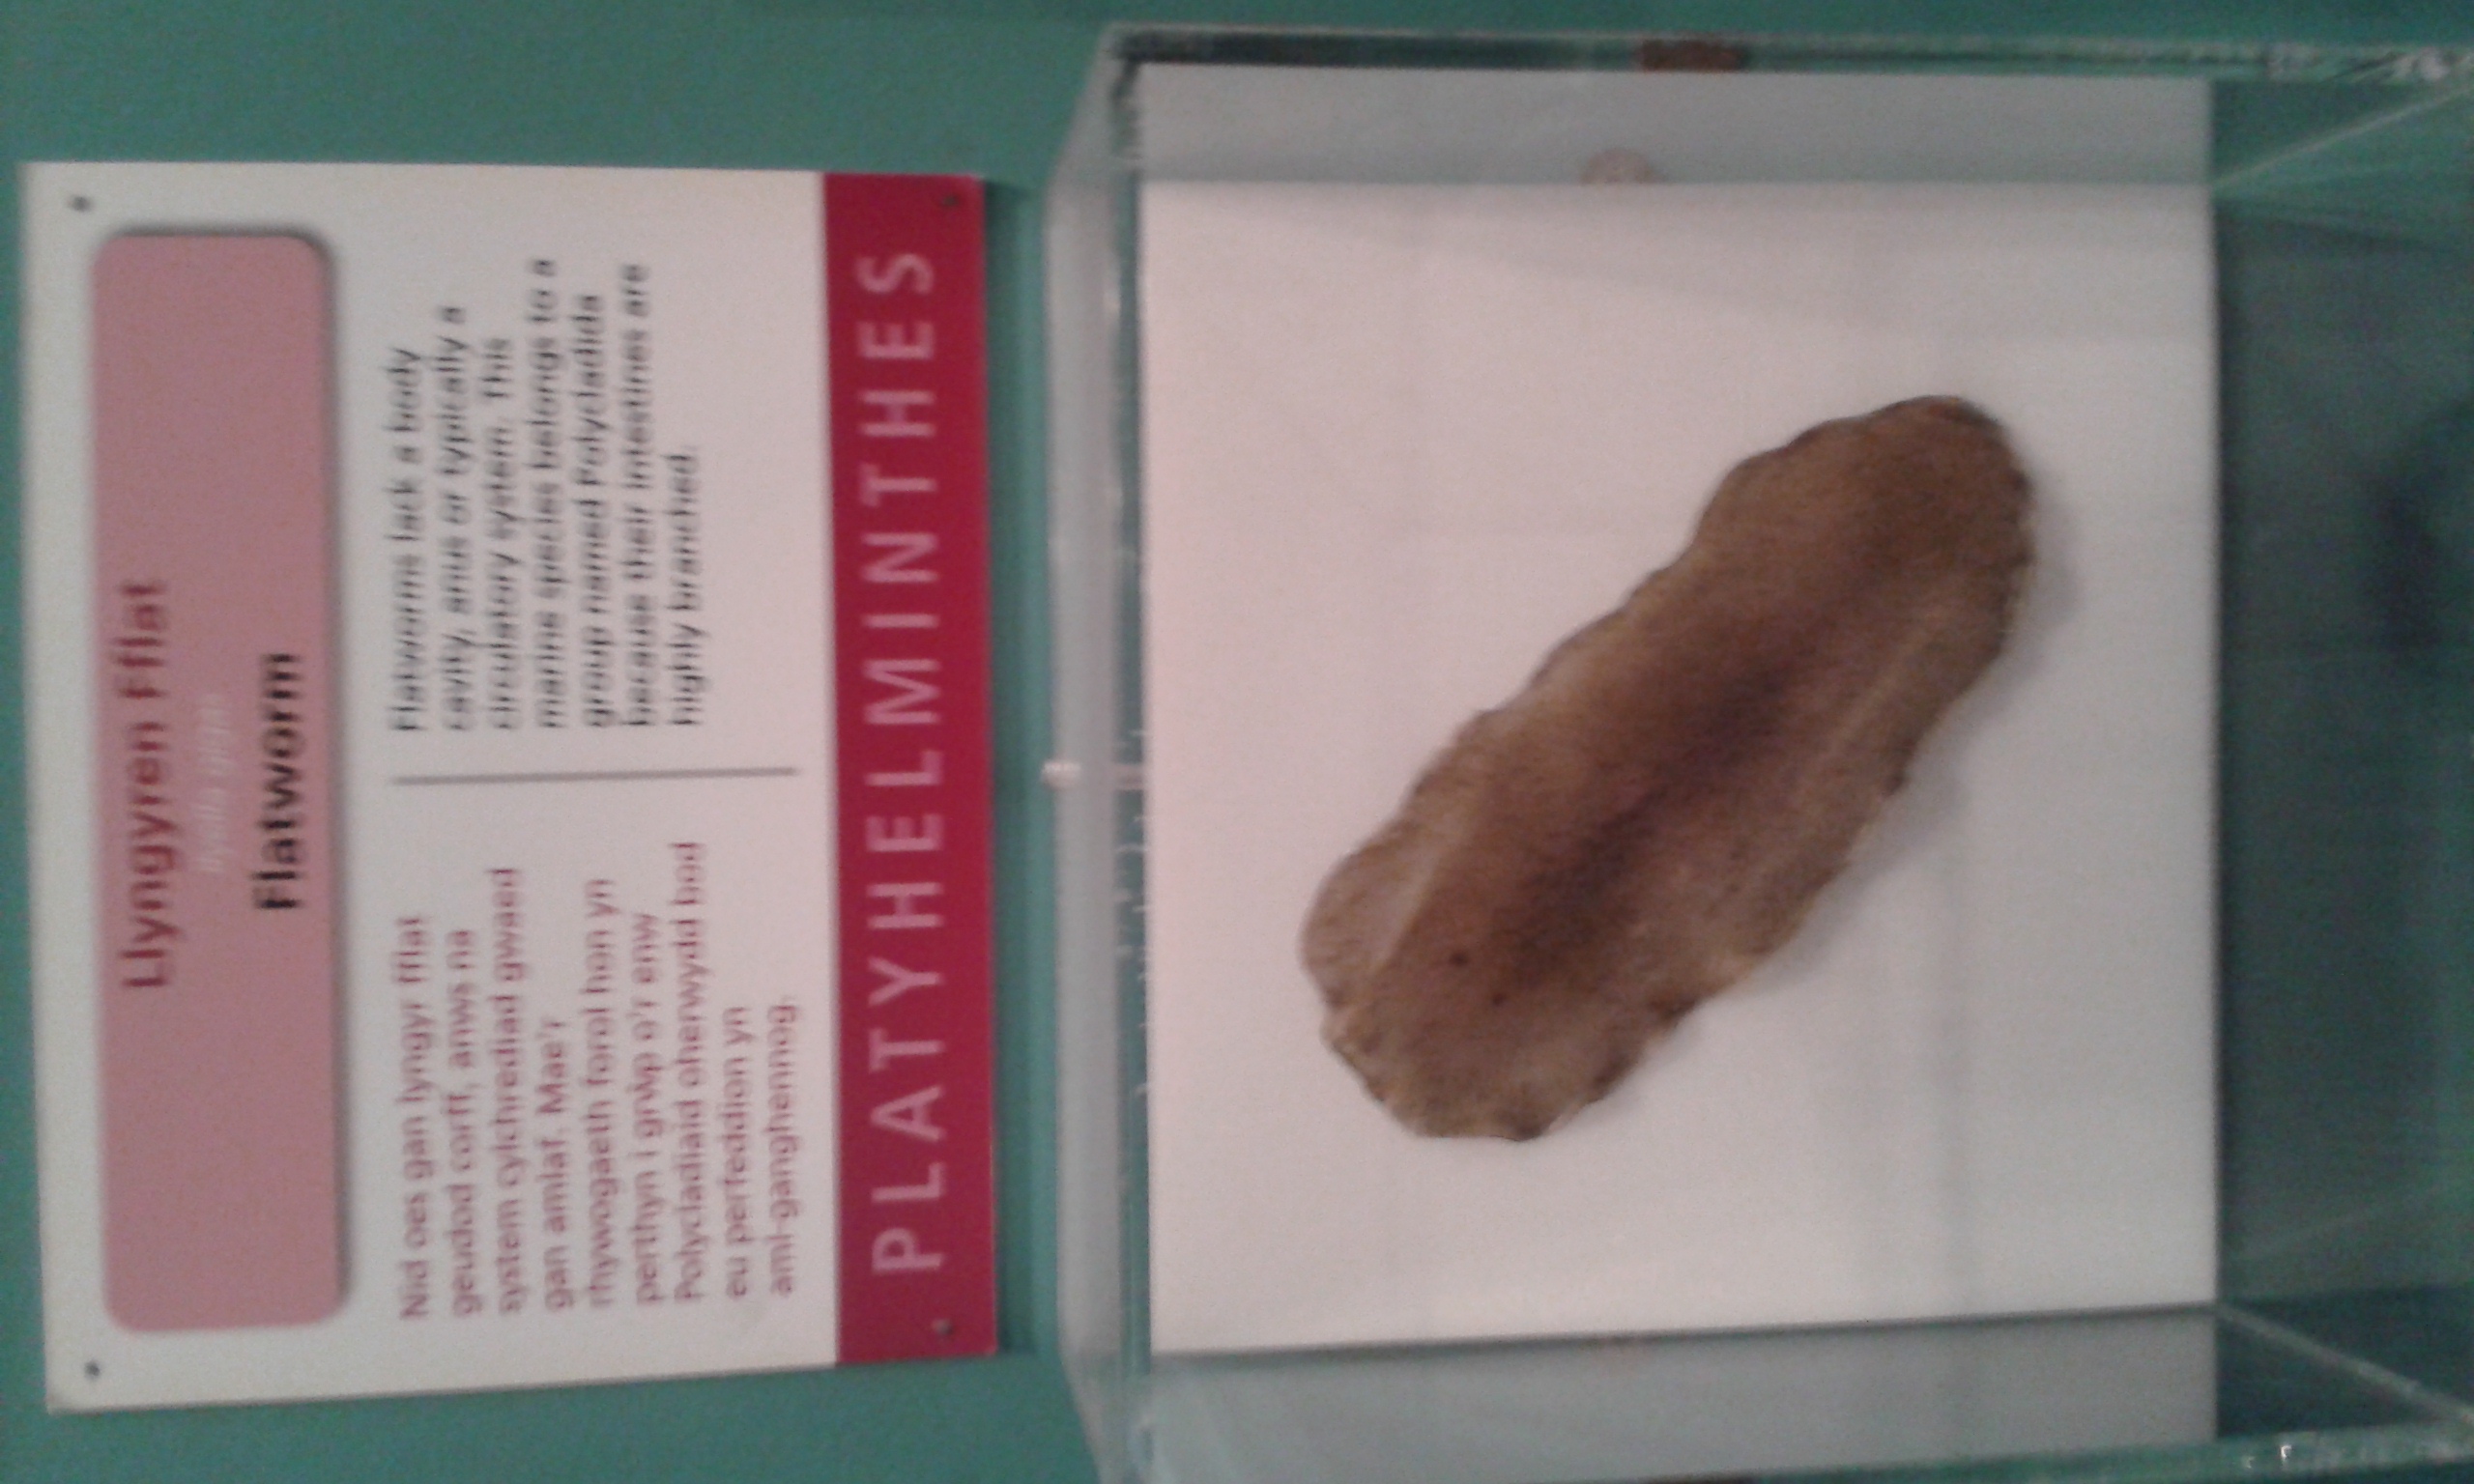 Llyngyren Fflat
Ilyella gigas
Flatworm
Nid oes gan lyngyr fflat
geudod corff, anws na
system cylchrediad gwaed
gan amlaf. Mae'r
rhywogaeth forol hon yn
perthyn i grŵp o'r enw
Polycladiaid oherwydd bod
eu perfeddion yn
aml-ganghennog.
Flatworms lack a body
cavity, anus or typically a
circulatory system. This
marine species belongs to a
group named Polycladida
because their intestines are
highly branched.
PLATYHELMINTHES